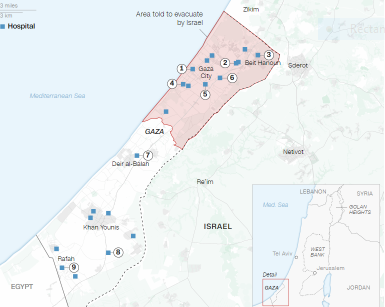 3 miles
3 km
Hospital
Area told to evacuate
by Israel
Zikim
Sderot
Mediterranean Sea
1
2
3
Beit Hanoun
Gaza
City
4
5
6
GAZA
7
Deir al-Balah
Netivot
Re'im
Khan Younis
ISRAEL
8
Rafah
9
EGYPT
LEBANON
SYRIA
GOLAN
HEIGHTS
Med. Sea
Tel Aviv
WEST
BANK
Jerusalem
Detail
GAZA
JORDAN